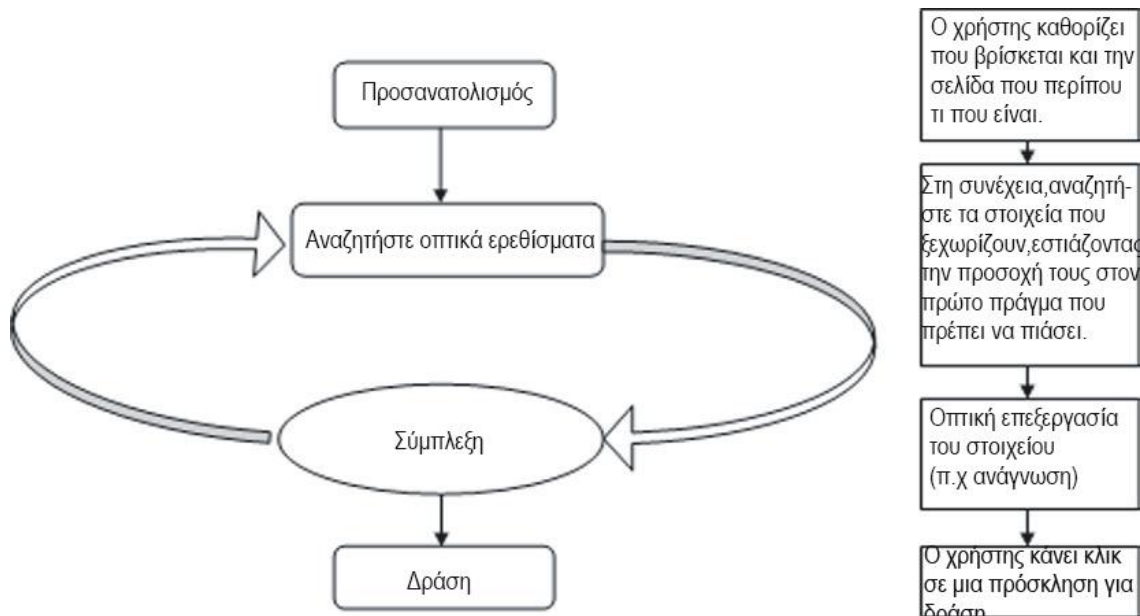 Προσανατολισμός
Αναζητήστε οπτικά ερεθίσματα
Σύμπλεξη
Δράση
Ο χρήστης καθορίζει
που βρίσκεται και την
σελίδα που περίπου
τι που είναι.
Στη συνέχεια,αναζητή-
στε τα στοιχεία που
ξεχωρίζουν,εστιάζοντας
την προσοχή τους στον
πρώτο πράγμα που
πρέπει να πιάσει.
Οπτική επεξεργασία
του στοιχείου
(π.χ ανάγνωση)
Ο χρήστης κάνει κλικ
σε μια πρόσκληση για
δράση